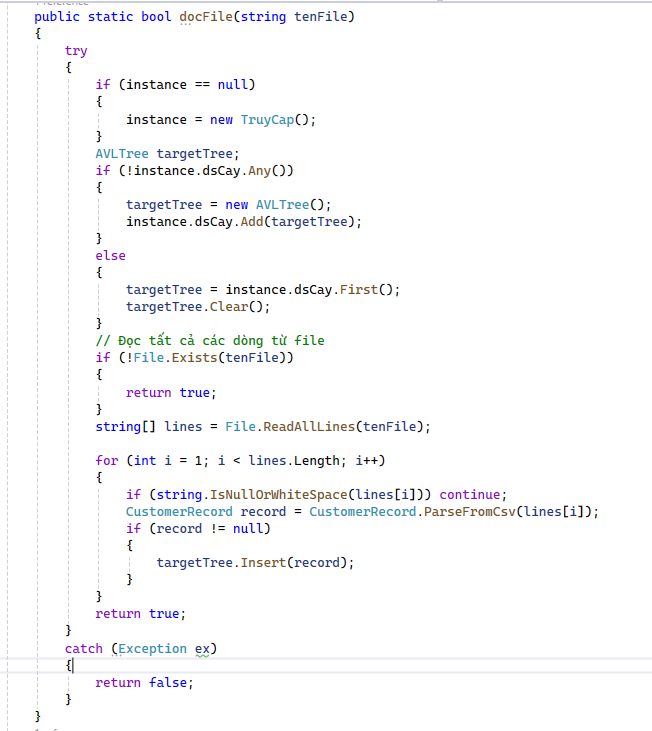 public static bool docFile(string tenFile)
{
try
{
if (instance == null)
{
instance = new TruyCap();
}
AVLTree targetTree;
if (!instance.dsCay.Any())
{
targetTree = new AVLTree();
instance.dsCay.Add(targetTree);
}
else
{
targetTree = instance.dsCay.First();
targetTree.Clear();
}
// Đọc tất cả các dòng từ file
if (!File.Exists(tenFile))
{
return true;
}
string[] lines = File.ReadAllLines(tenFile);
for (int i = 1; i < lines.Length; i++)
{
if (string.IsNullOrWhiteSpace(lines[i])) continue;
CustomerRecord record = CustomerRecord.ParseFromCsv(lines[i]);
if (record != null)
{
targetTree.Insert(record);
}
}
return true;
}
catch (Exception ex)
{
return false;
}
}